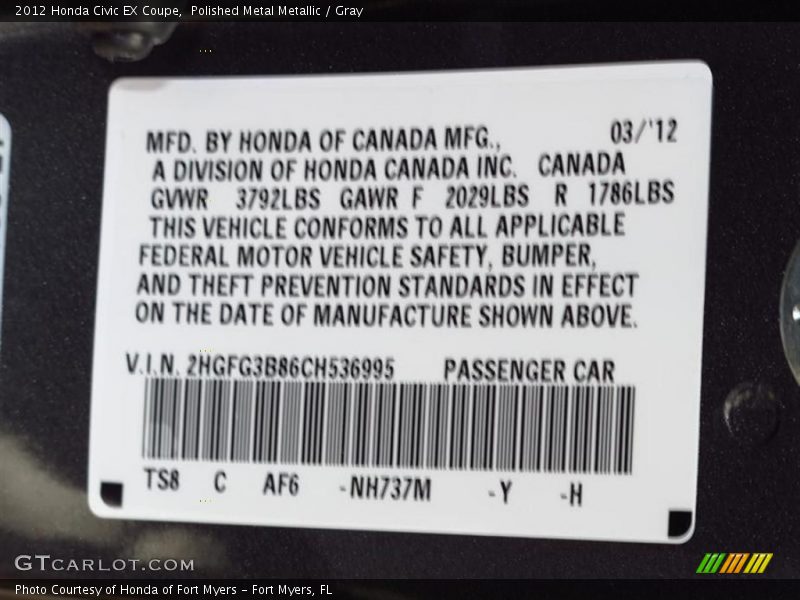 2012 Honda Civic EX Coupe,  Polished Metal Metallic / Gray
MFD. BY HONDA OF CANADA MFG., 03/'12
A DIVISION OF HONDA CANADA INC. CANADA
GVWR 3792LBS GAWR F 2029LBS R 1786LBS
THIS VEHICLE CONFORMS TO ALL APPLICABLE
FEDERAL MOTOR VEHICLE SAFETY, BUMPER,
AND THEFT PREVENTION STANDARDS IN EFFECT
ON THE DATE OF MANUFACTURE SHOWN ABOVE.
V.I.N. 2HGFG3B86CH536995 PASSENGER CAR
TS8 C AF6 -NH737M -Y -H
GTCARLOT.COM
Photo Courtesy of Honda of Fort Myers - Fort Myers, FL